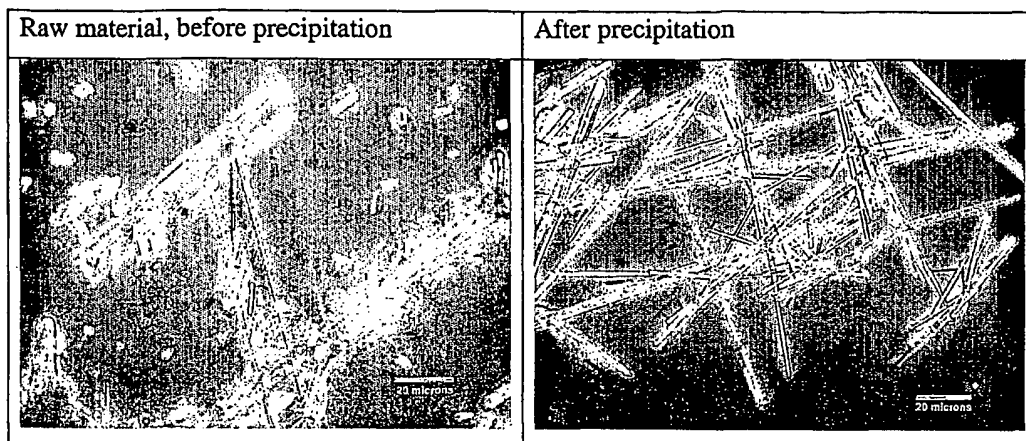 Raw material, before precipitation
After precipitation
20 microns
20 microns